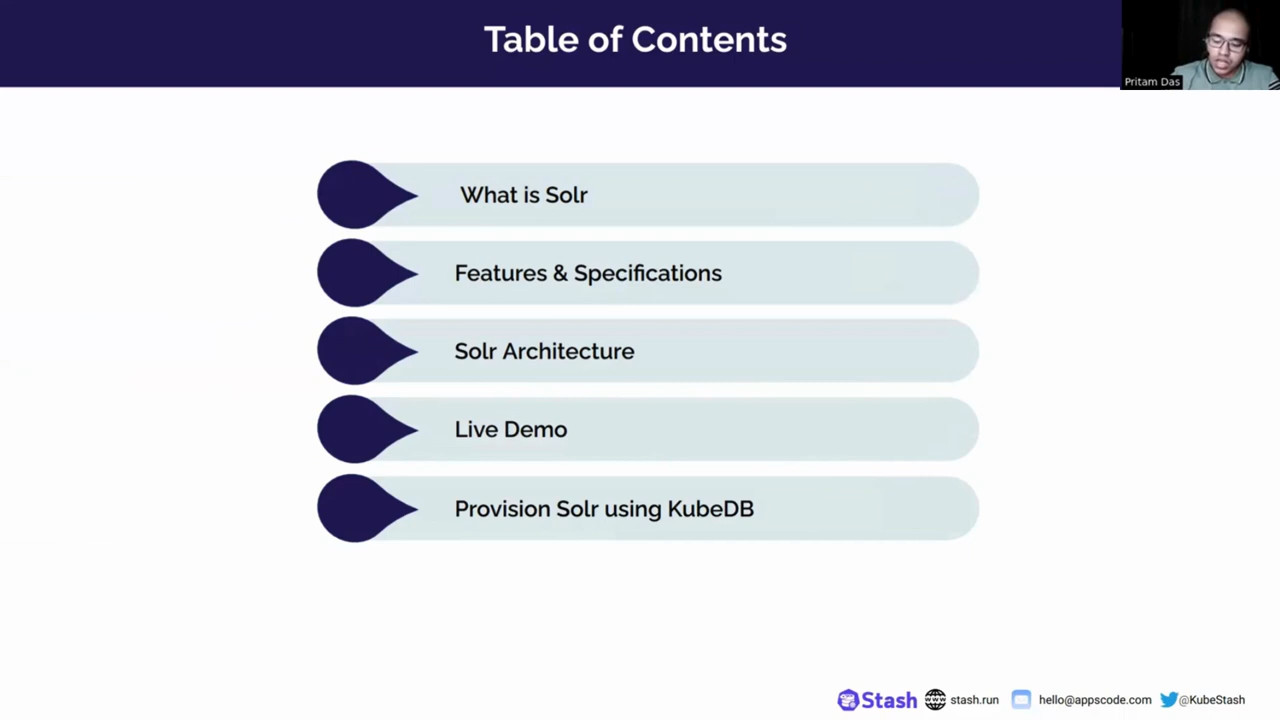 Table of Contents
Pritam Das
What is Solr
Features & Specifications
Solr Architecture
Live Demo
Provision Solr using KubeDB
Stash stash.run hello@appscode.com @KubeStash